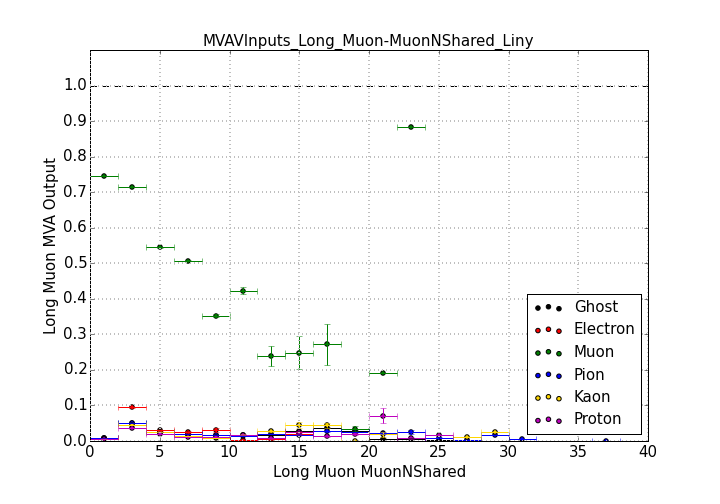 MVAVInputs_Long_Muon-MuonNShared_Liny
Long Muon MVA Output
1.0
0.9
0.8
0.7
0.6
0.5
0.4
0.3
0.2
0.1
0.0
Ghost
Electron
Muon
Pion
Kaon
Proton
0 5 10 15 20 25 30 35 40
Long Muon MuonNShared